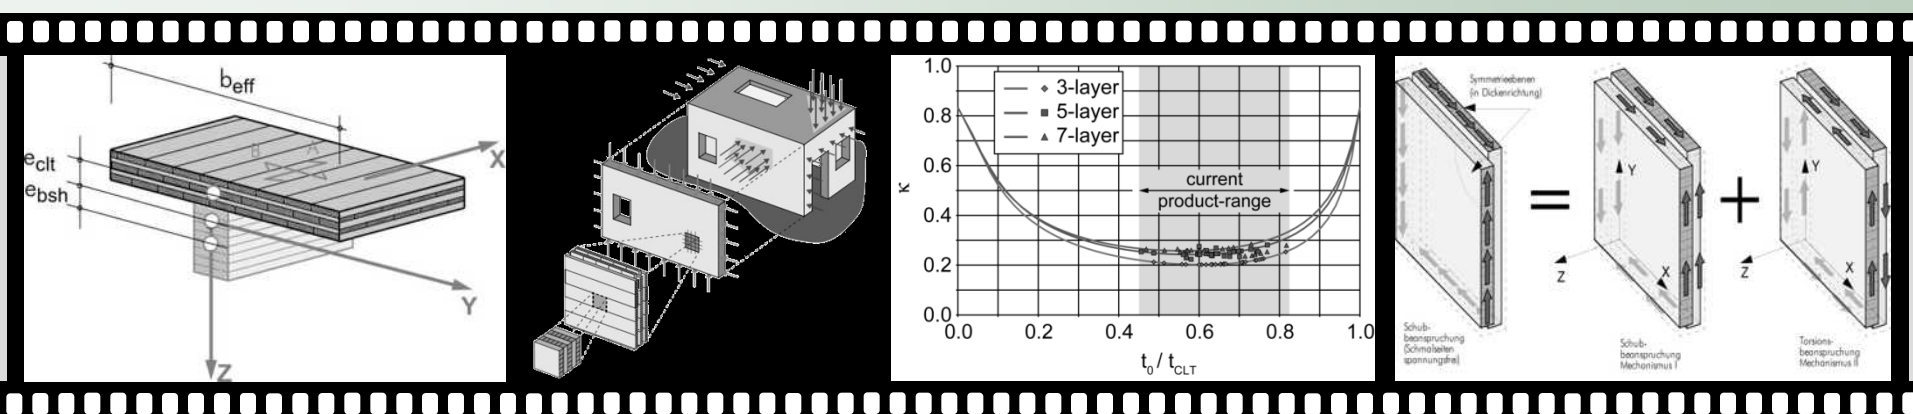 b_eff
e_clt
e_bsh
B
A
X
Y
Z
1.0
0.8
0.6
0.4
0.2
0.0
κ
3-layer
5-layer
7-layer
current
product-range
0.0
0.2
0.4
0.6
0.8
1.0
t_0 / t_CLT
Symmetrieebenen
(in Dickenrichtung)
Schub-
beanspruchung
(Schmalseiten
spannungsfrei)
=
Y
X
Z
Schub-
beanspruchung
Mechanismus I
+
Y
X
Z
Torsions-
beanspruchung
Mechanismus II